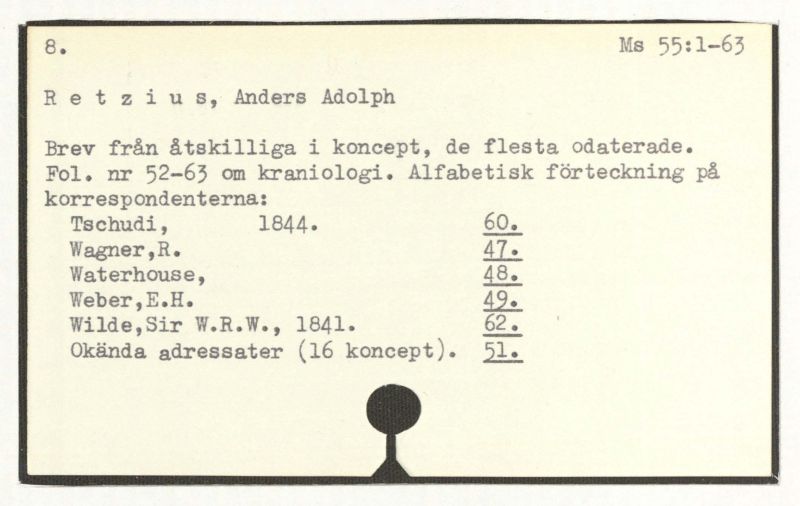 8. Ms 55:1-63
R e t z i u s, Anders Adolph
Brev från åtskilliga i koncept, de flesta odaterade.
Fol. nr 52-63 om kraniologi. Alfabetisk förteckning på
korrespondenterna:
Tschudi, 1844. 60.
Wagner,R. 47.
Waterhouse, 48.
Weber,E.H. 49.
Wilde,Sir W.R.W., 1841. 62.
Okända adressater (16 koncept). 51.